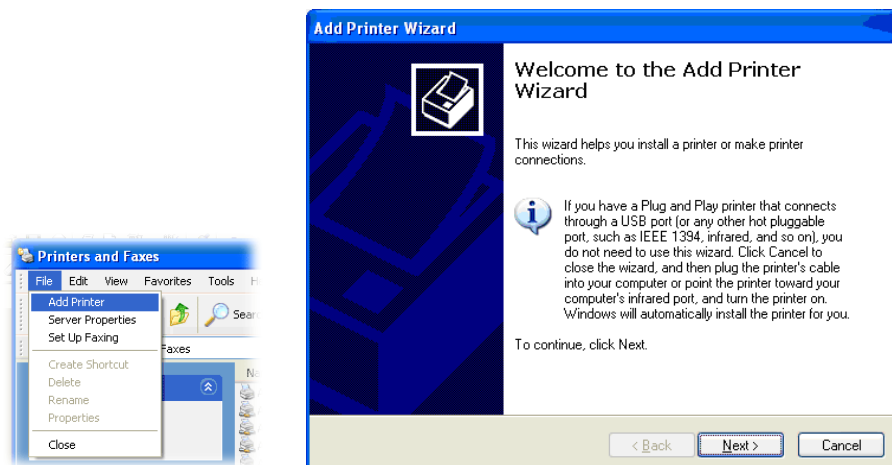 Printers and Faxes
File Edit View Favorites Tools
Add Printer
Server Properties
Set Up Faxing
Faxes
Create Shortcut
Delete
Rename
Properties
Close
Add Printer Wizard
Welcome to the Add Printer
Wizard
This wizard helps you install a printer or make printer
connections.
If you have a Plug and Play printer that connects
through a USB port (or any other hot pluggable
port, such as IEEE 1394, infrared, and so on), you
do not need to use this wizard. Click Cancel to
close the wizard, and then plug the printer's cable
into your computer or point the printer toward your
computer's infrared port, and turn the printer on.
Windows will automatically install the printer for you.
To continue, click Next.
< Back Next > Cancel